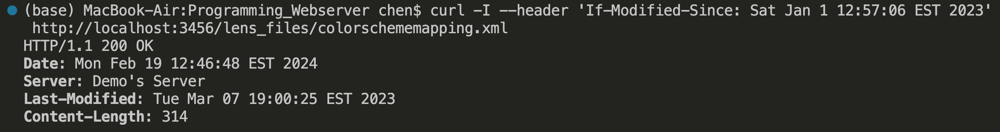 (base) MacBook-Air:Programming_Webserver chen$ curl -I --header 'If-Modified-Since: Sat Jan 1 12:57:06 EST 2023'
http://localhost:3456/lens_files/colorschememapping.xml
HTTP/1.1 200 OK
Date: Mon Feb 19 12:46:48 EST 2024
Server: Demo's Server
Last-Modified: Tue Mar 07 19:00:25 EST 2023
Content-Length: 314